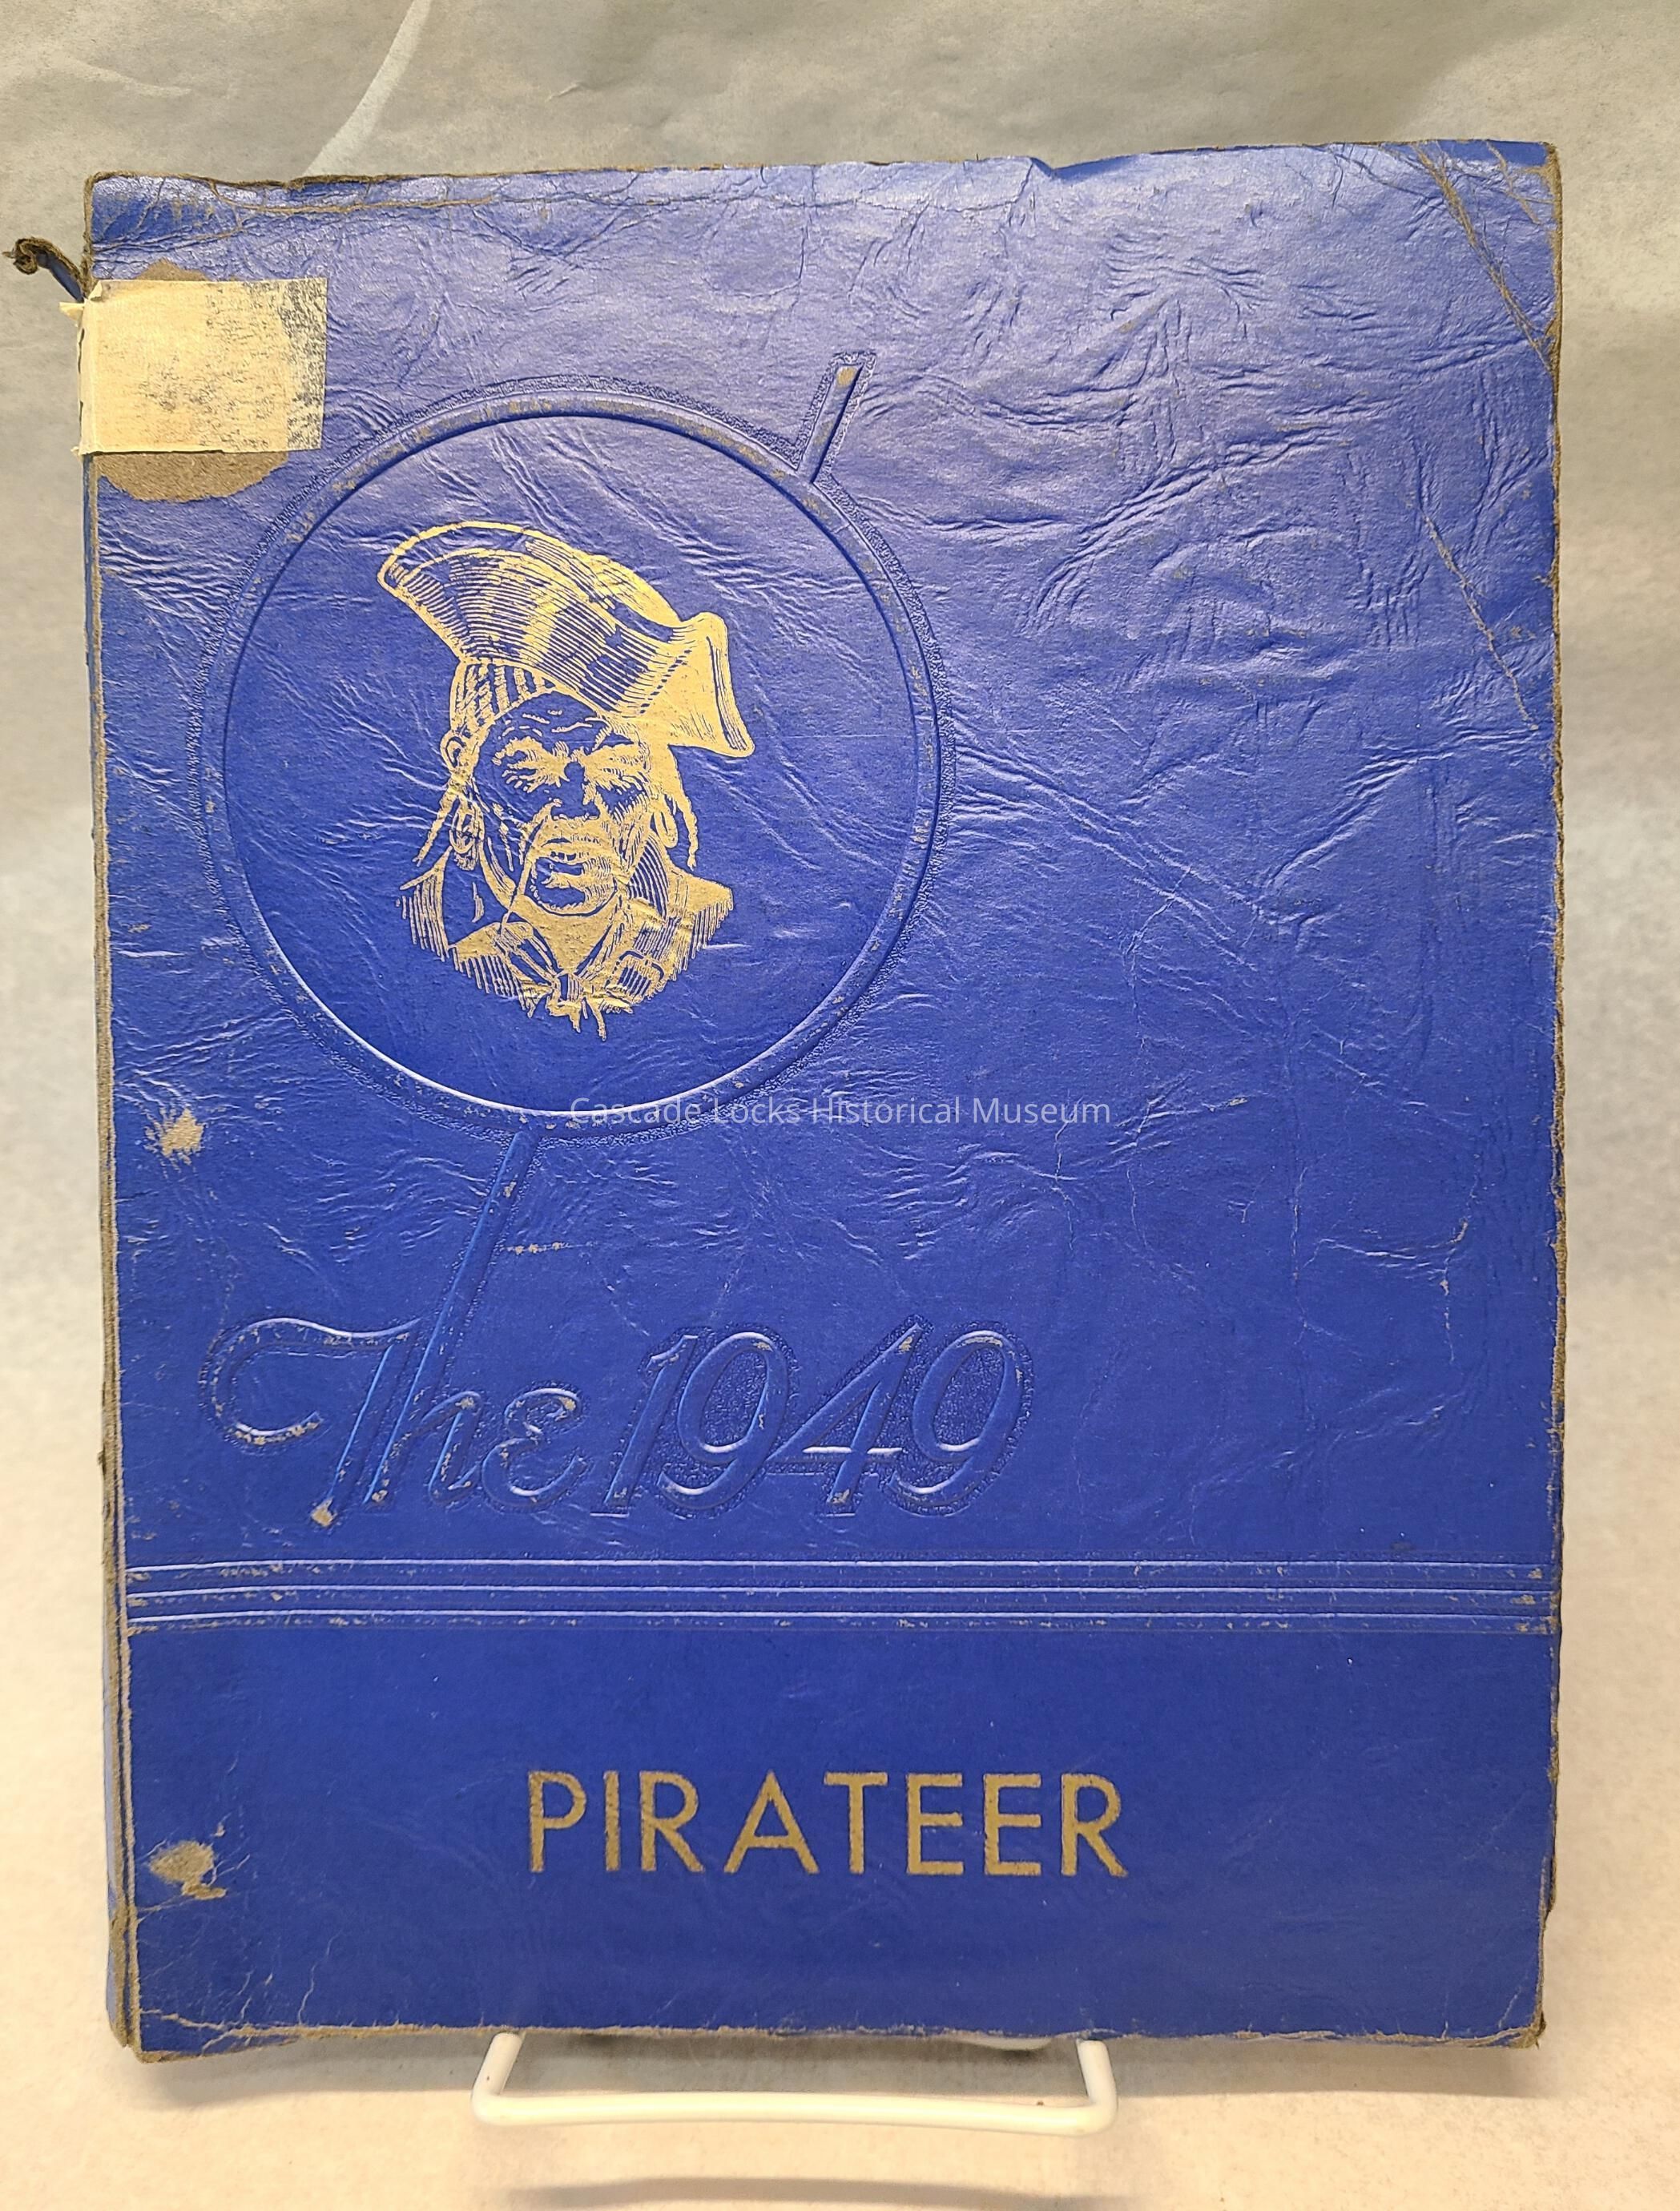 Cascade Locks Historical Museum
The 1949
PIRATEER